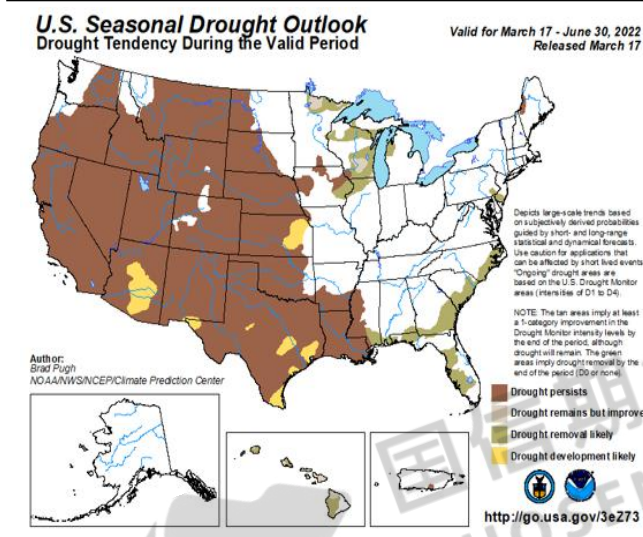 U.S. Seasonal Drought Outlook
Drought Tendency During the Valid Period
Valid for March 17 - June 30, 2022
Released March 17
Depicts large-scale trends based
on subjectively derived probabilities
guided by short- and long-range
statistical and dynamical forecasts.
Use caution for applications that
can be affected by short lived events.
"Ongoing" drought areas are
based on the U.S. Drought Monitor
areas (intensities of D1 to D4).
NOTE: The tan areas imply at least
a 1-category improvement in the
Drought Monitor intensity levels by
the end of the period, although
drought will remain. The green
areas imply drought removal by the
end of the period (D0 or none).
Author:
Brad Pugh
NOAA/NWS/NCEP/Climate Prediction Center
Drought persists
Drought remains but improve
Drought removal likely
Drought development likely
http://go.usa.gov/3eZ73
国信期
HOSEN